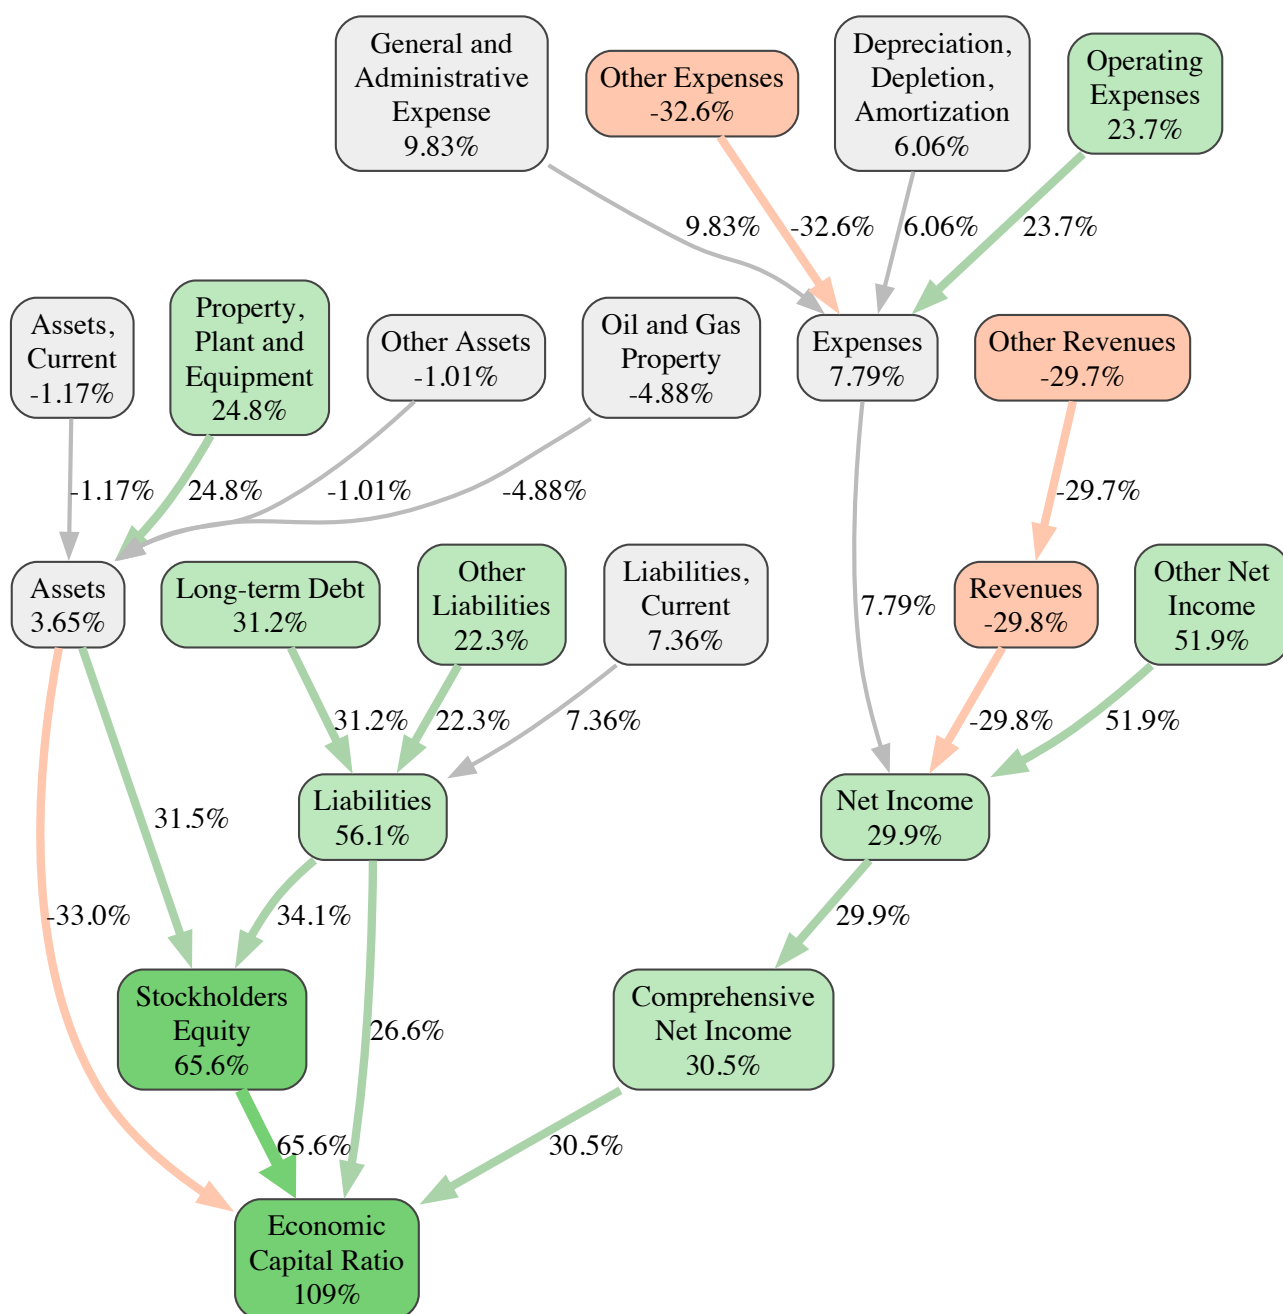 General and
Administrative
Expense
9.83%
Other Expenses
-32.6%
Depreciation,
Depletion,
Amortization
6.06%
Operating
Expenses
23.7%
9.83%
-32.6%
6.06%
23.7%
Assets,
Current
-1.17%
Property,
Plant and
Equipment
24.8%
Other Assets
-1.01%
Oil and Gas
Property
-4.88%
Expenses
7.79%
Other Revenues
-29.7%
-1.17%
24.8%
-1.01%
-4.88%
-29.7%
Assets
3.65%
Long-term Debt
31.2%
Other
Liabilities
22.3%
Liabilities,
Current
7.36%
7.79%
Revenues
-29.8%
Other Net
Income
51.9%
31.2%
22.3%
7.36%
-29.8%
51.9%
31.5%
Liabilities
56.1%
Net Income
29.9%
-33.0%
34.1%
29.9%
Stockholders
Equity
65.6%
26.6%
Comprehensive
Net Income
30.5%
65.6%
30.5%
Economic
Capital Ratio
109%